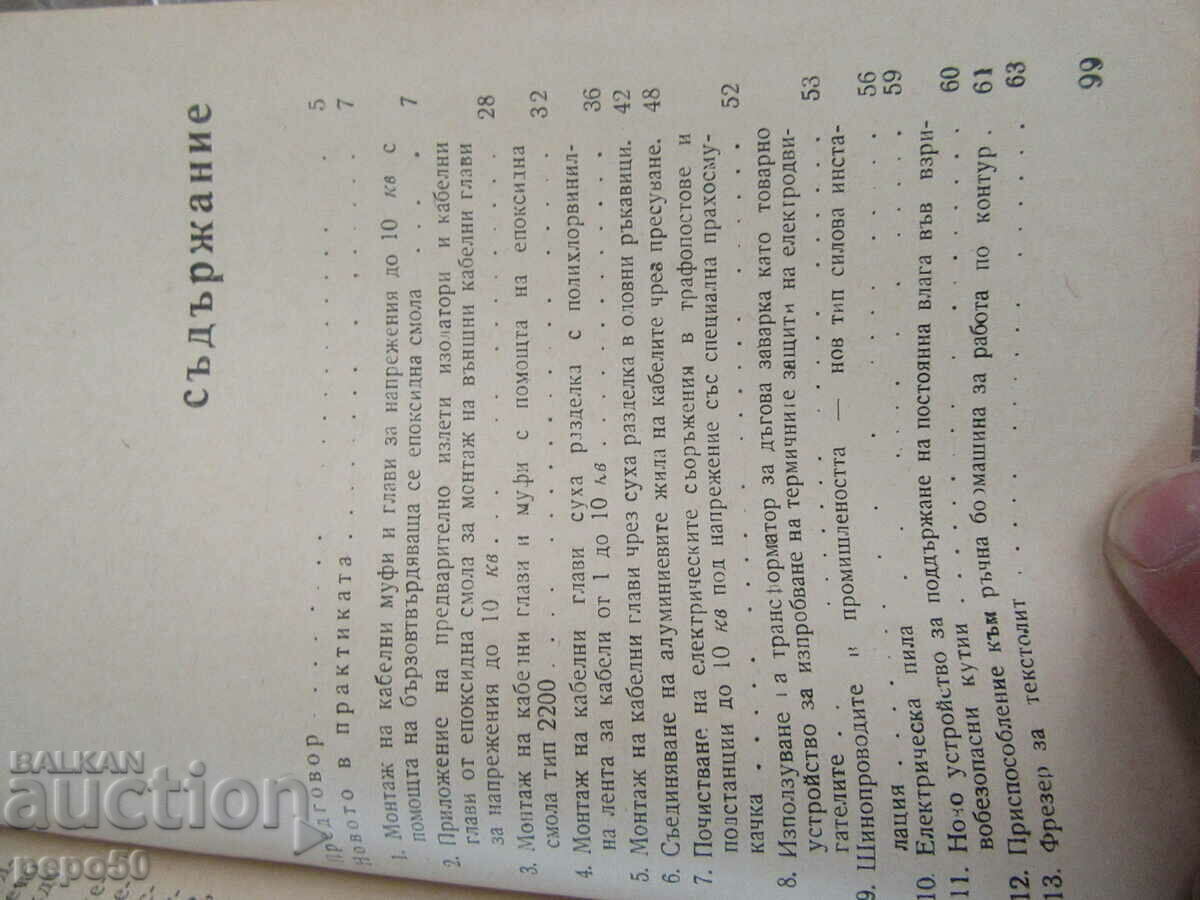 СЪДЪРЖАНИЕ
Предговор . . . . . . . . . . 5
Новото в практиката . . . . . . . 7
1. Монтаж на кабелни муфи и глави за напрежения до 10 кв с
помощта на бързовтвърдяваща се епоксидна смола . . . . 7
2. Приложение на предварително излети изолатори и кабелни
глави от епоксидна смола за монтаж на външни кабелни глави
за напрежения до 10 кв . . . . . . . . 28
3. Монтаж на кабелни глави и муфи с помощта на епоксидна
смола тип 2200 . . . . . . . . . . 32
4. Монтаж на кабелни глави суха разделка с полихлорвинил-
на лента за кабели от 1 до 10 кв . . . . . . . 36
5. Монтаж на кабелни глави чрез суха разделка в оловни ръкавици. 42
6. Съединяване на алуминиевите жила на кабелите чрез пресуване. 48
7. Почистване на електрическите съоръжения в трафопостове и
подстанции до 10 кв под напрежение със специална прахосму-
качка . . . . . . . . . . . 52
8. Използуване на трансформатор за дъгова заварка като товарно
устройство за изпробване на термичните защити на електродви-
гателите . . . . . . . . . . 53
9. Шинопроводите в промишлеността — нов тип силова инста-
лация . . . . . . . . . . . 56
10. Електрическа пила . . . . . . . . 59
11. Ново устройство за поддържане на постоянна влага във взри-
вобезопасни кутии . . . . . . . . . 60
12. Приспособление към ръчна бормашина за работа по контур . 61
13. Фрезер за текстолит . . . . . . . . 63
99
BALKAN
auction
pepo50